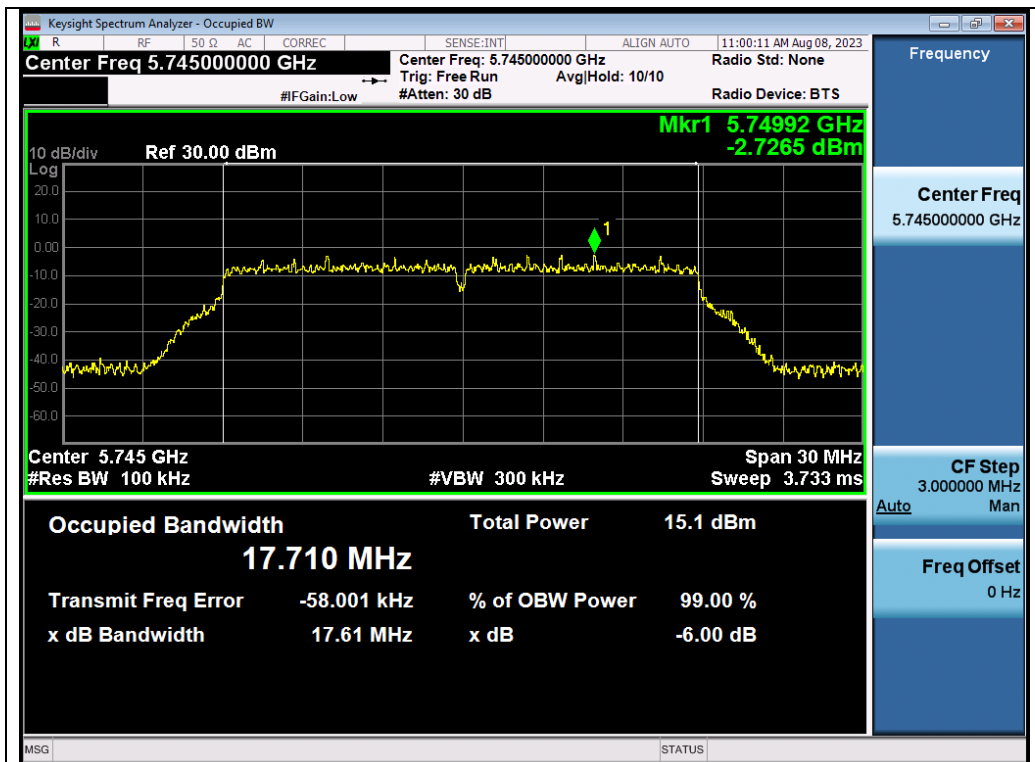 Keysight Spectrum Analyzer - Occupied BW
LXI R RF 50 Ω AC CORREC SENSE:INT ALIGN AUTO 11:00:11 AM Aug 08, 2023
Center Freq 5.745000000 GHz
Center Freq: 5.745000000 GHz
Radio Std: None
Trig: Free Run Avg|Hold: 10/10
#IFGain:Low
#Atten: 30 dB
Radio Device: BTS
Mkr1 5.74992 GHz
-2.7265 dBm
10 dB/div Ref 30.00 dBm
Log
20.0
10.0
0.00
-10.0
-20.0
-30.0
-40.0
-50.0
-60.0
1
Center 5.745 GHz
Span 30 MHz
#Res BW 100 kHz
#VBW 300 kHz
Sweep 3.733 ms
Occupied Bandwidth
17.710 MHz
Total Power 15.1 dBm
Transmit Freq Error -58.001 kHz
% of OBW Power 99.00 %
x dB Bandwidth 17.61 MHz
x dB -6.00 dB
Frequency
Center Freq
5.745000000 GHz
CF Step
3.000000 MHz
Auto Man
Freq Offset
0 Hz
MSG
STATUS